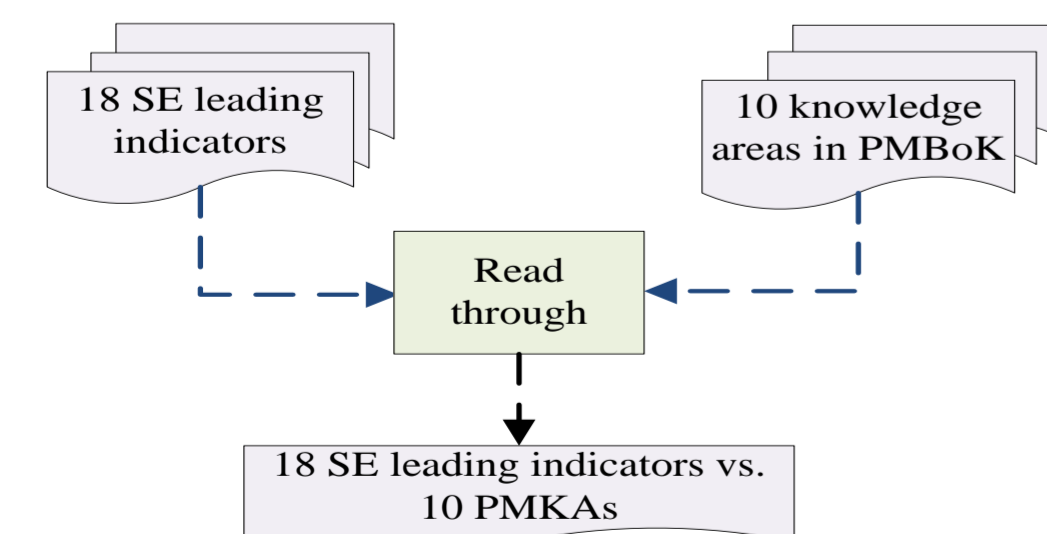 18 SE leading
indicators
10 knowledge
areas in PMBoK
Read
through
18 SE leading indicators vs.
10 PMKAs